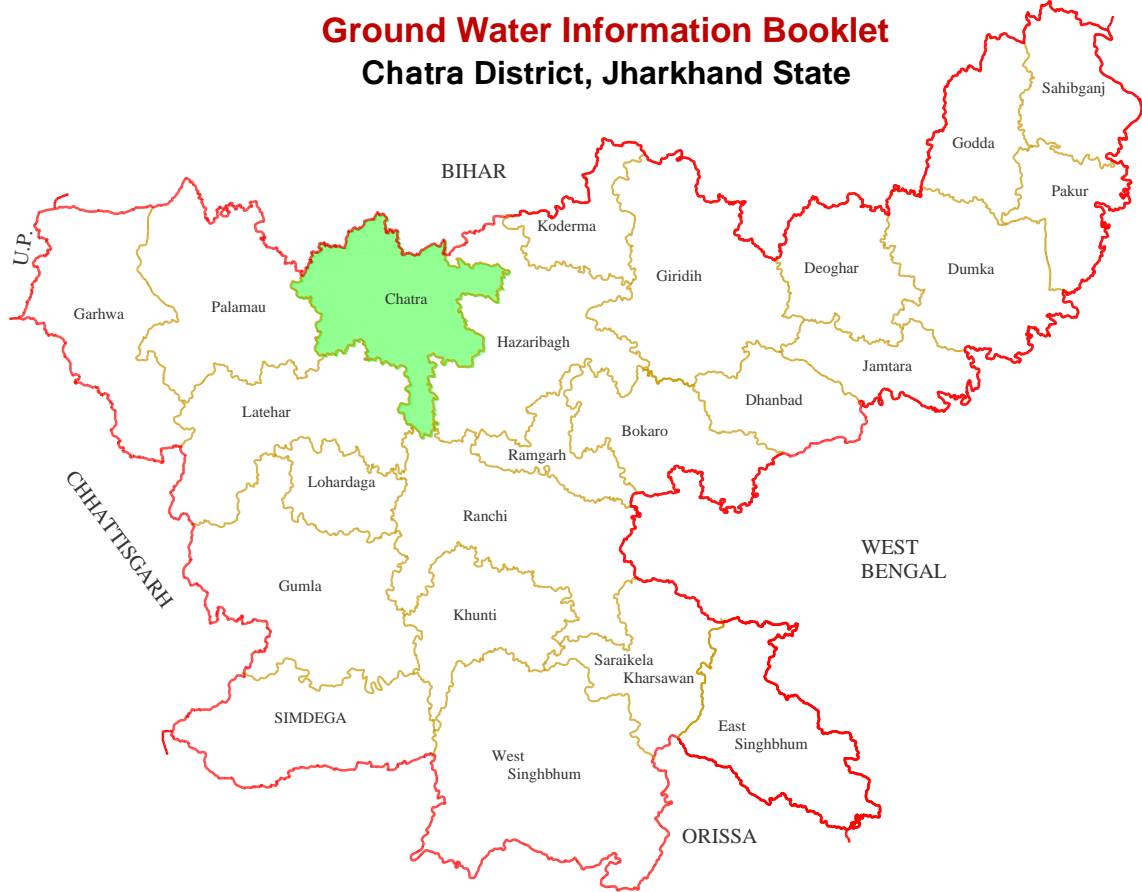 Ground Water Information Booklet
Chatra District, Jharkhand State
Sahibganj
Godda
BIHAR
Pakur
Koderma
U.P.
Giridih
Deoghar
Dumka
Chatra
Palamau
Garhwa
Hazaribagh
Jamtara
Latehar
Dhanbad
Bokaro
Ramgarh
Lohardaga
CHHATTISGARH
Ranchi
WEST
BENGAL
Gumla
Khunti
Saraikela
Kharsawan
SIMDEGA
East
Singhbhum
West
Singhbhum
ORISSA